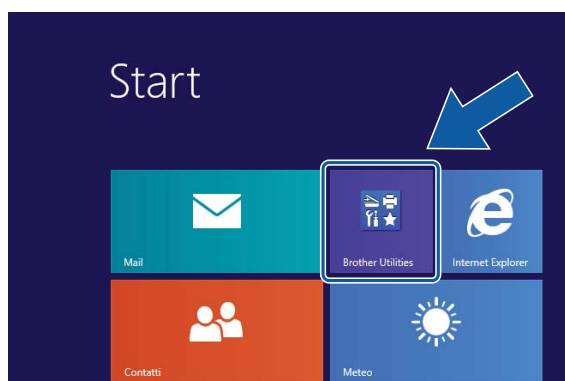 Start
Mail
Brother Utilities
Internet Explorer
Contatti
Meteo